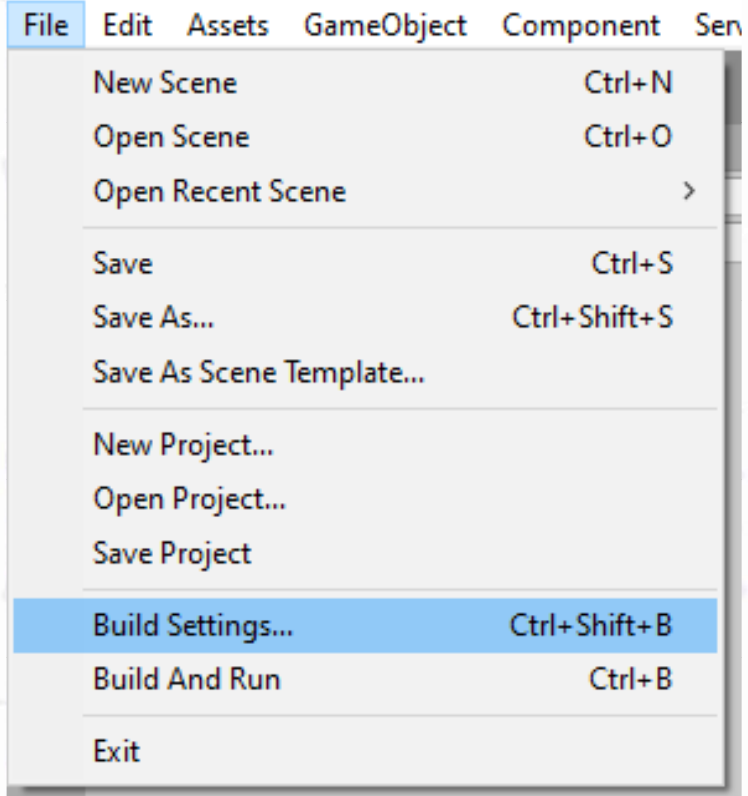 File Edit Assets GameObject Component Serv
New Scene Ctrl+N
Open Scene Ctrl+O
Open Recent Scene >
Save Ctrl+S
Save As... Ctrl+Shift+S
Save As Scene Template...
New Project...
Open Project...
Save Project
Build Settings... Ctrl+Shift+B
Build And Run Ctrl+B
Exit